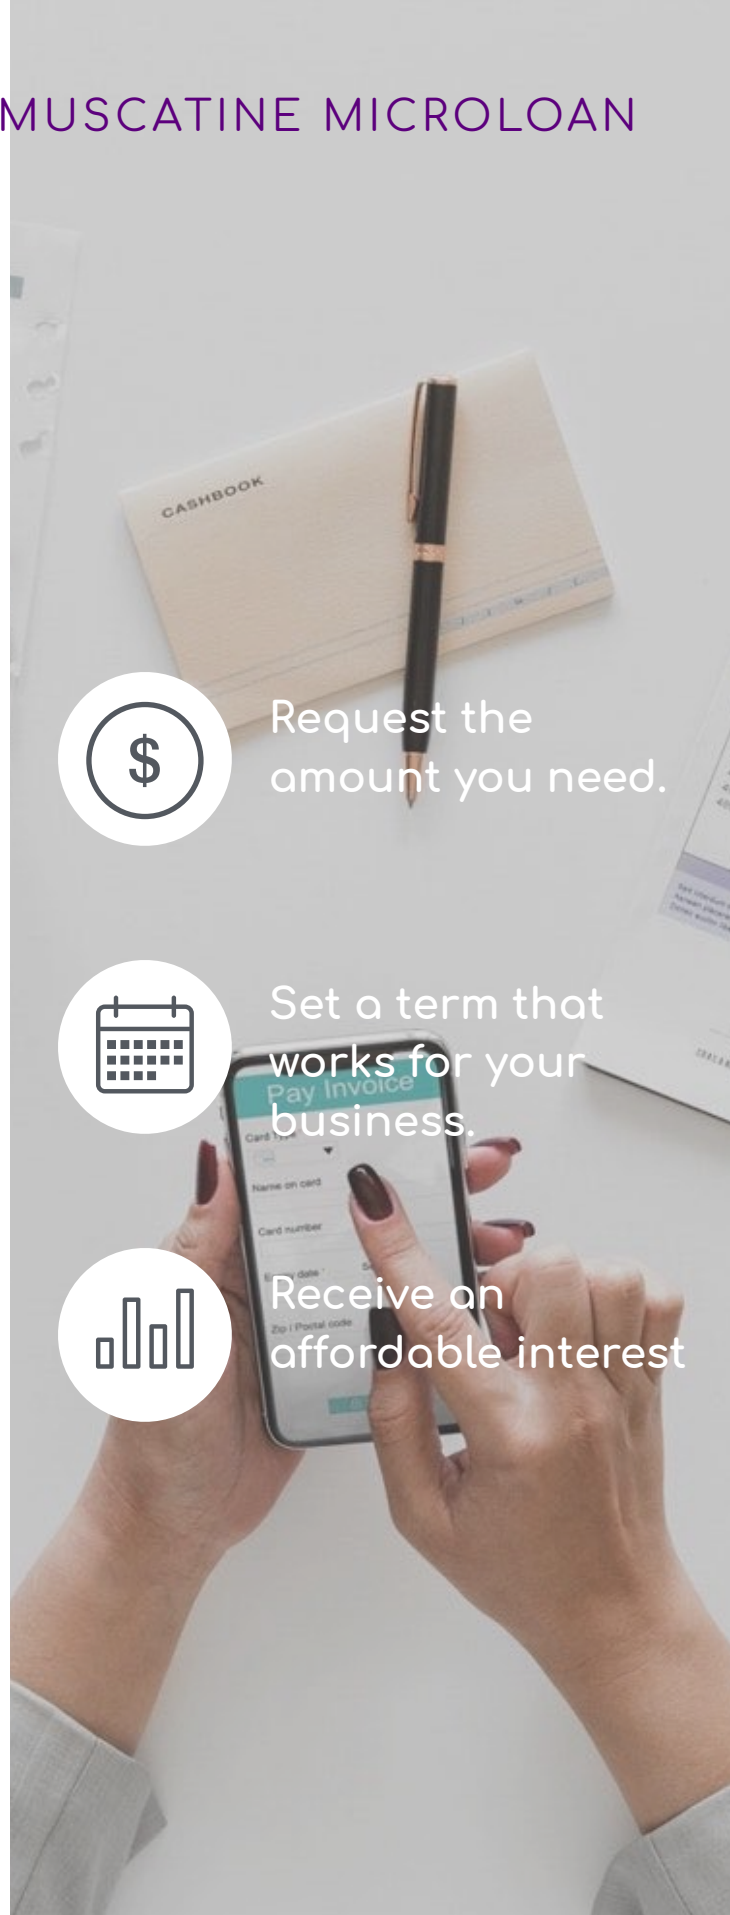 MUSCATINE MICROLOAN
CASHBOOK
Request the
amount you need.
Set a term that
works for your
business.
Pay Invoice
Card Type
Name on card
Card number
date
Zip / Postal code
Receive an
affordable interest